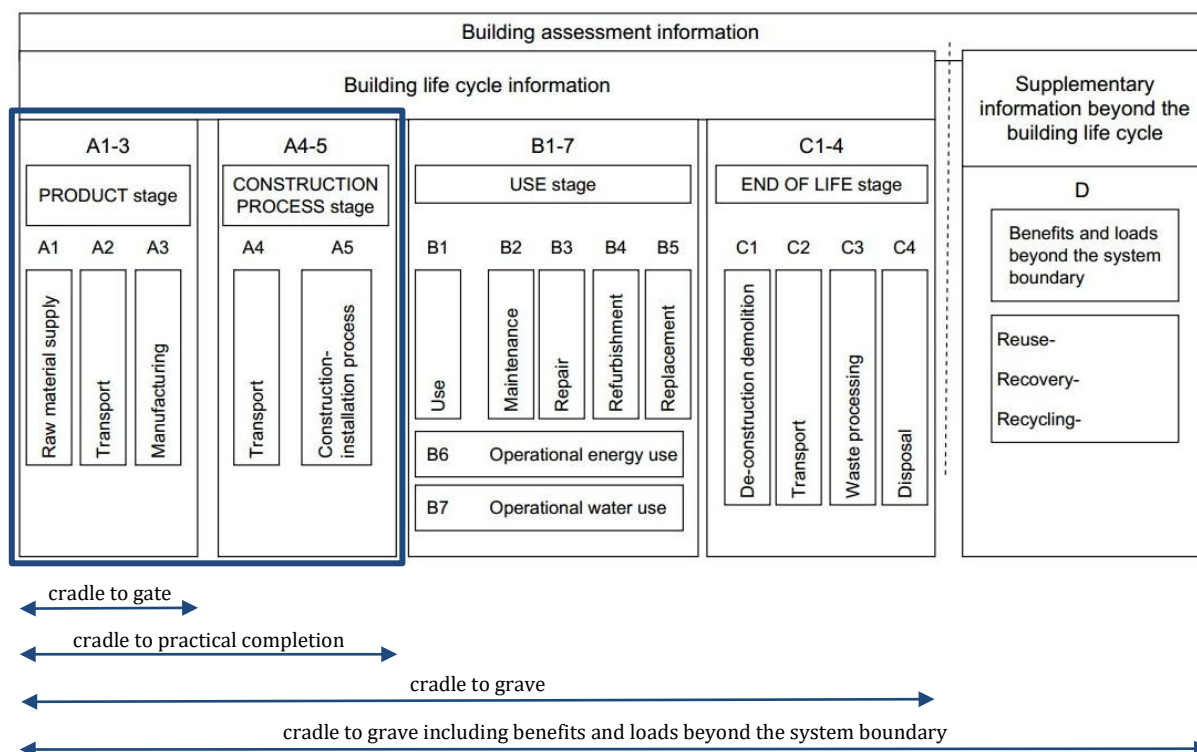 Building assessment information
Building life cycle information
Supplementary
information beyond the
building life cycle
A1-3
A4-5
B1-7
C1-4
D
PRODUCT stage
CONSTRUCTION
PROCESS stage
USE stage
END OF LIFE stage
Benefits and loads
beyond the system
boundary
A1 A2 A3
A4 A5
B1 B2 B3 B4 B5
C1 C2 C3 C4
Raw material supply
Transport
Manufacturing
Transport
Construction-
installation process
Use
Maintenance
Repair
Refurbishment
Replacement
B6 Operational energy use
B7 Operational water use
De-construction demolition
Transport
Waste processing
Disposal
Reuse-
Recovery-
Recycling-
cradle to gate
cradle to practical completion
cradle to grave
cradle to grave including benefits and loads beyond the system boundary